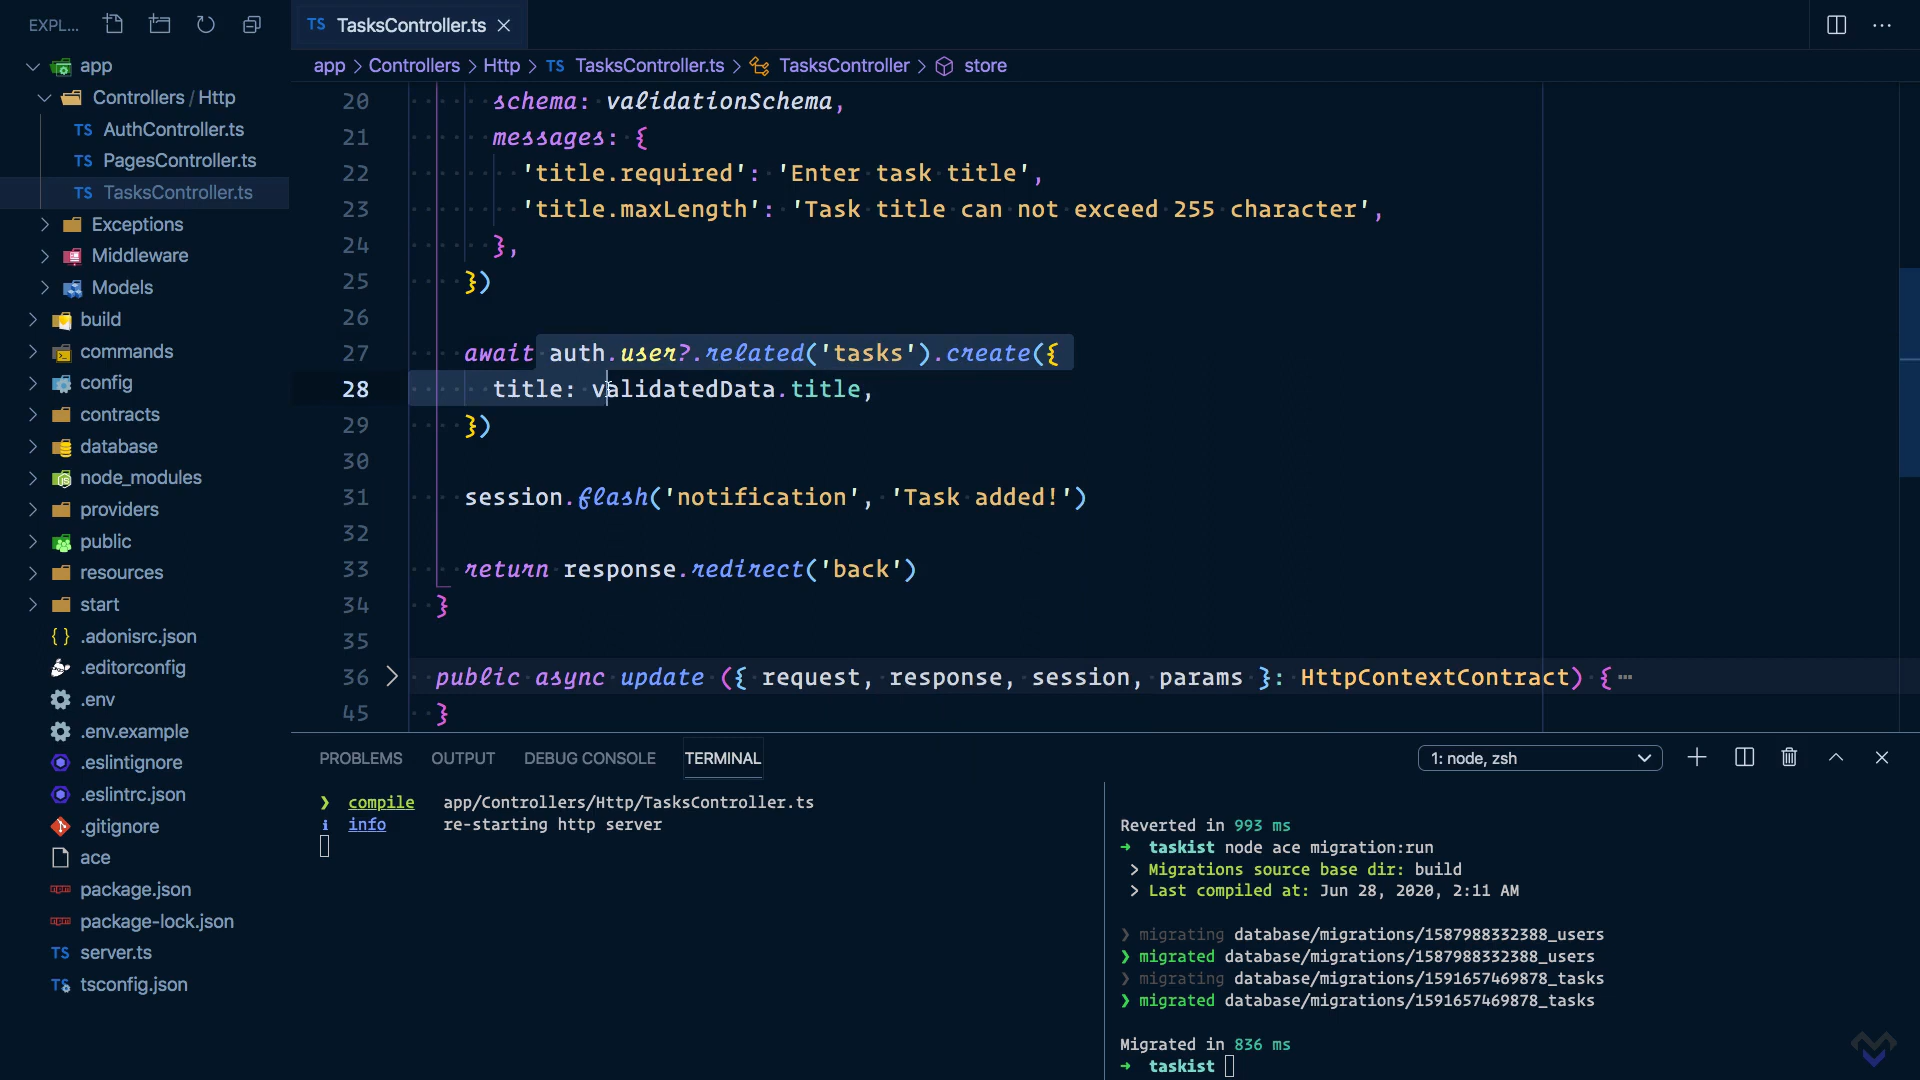 EXPL...
TS TasksController.ts
app > Controllers > Http > TS TasksController.ts > TasksController > store
app
Controllers / Http
TS AuthController.ts
TS PagesController.ts
TS TasksController.ts
Exceptions
Middleware
Models
build
commands
config
contracts
database
node_modules
providers
public
resources
start
{} .adonisrc.json
.editorconfig
.env
.env.example
.eslintignore
.eslintrc.json
.gitignore
ace
package.json
package-lock.json
TS server.ts
TS tsconfig.json
20 schema: validationSchema,
21 messages: {
22 'title.required': 'Enter task title',
23 'title.maxLength': 'Task title can not exceed 255 character',
24 },
25 })
26
27 await auth.user?.related('tasks').create({
28 title: validatedData.title,
29 })
30
31 session.flash('notification', 'Task added!')
32
33 return response.redirect('back')
34 }
35
36 public async update ({ request, response, session, params }: HttpContextContract) {…
45 }
PROBLEMS OUTPUT DEBUG CONSOLE TERMINAL 1: node, zsh
❯ compile app/Controllers/Http/TasksController.ts
i info re-starting http server
Reverted in 993 ms
→ taskist node ace migration:run
> Migrations source base dir: build
> Last compiled at: Jun 28, 2020, 2:11 AM
❯ migrating database/migrations/1587988332388_users
❯ migrated database/migrations/1587988332388_users
❯ migrating database/migrations/1591657469878_tasks
❯ migrated database/migrations/1591657469878_tasks
Migrated in 836 ms
→ taskist